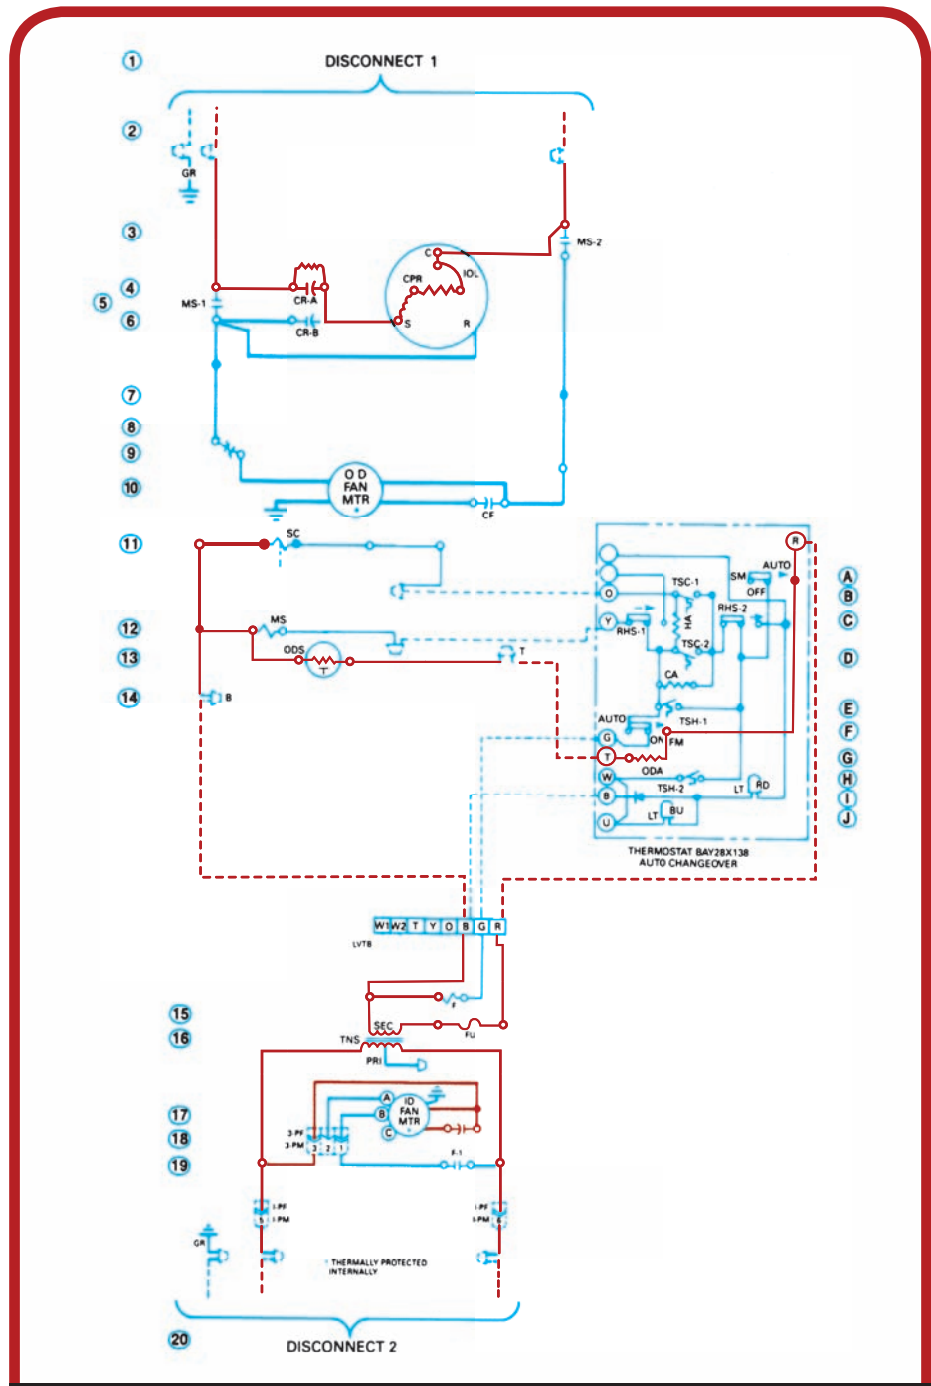 1 DISCONNECT 1
2
GR
3 MS-2
C
IOL
CPR
4
5 MS-1 CR-A
6 S R
CR-B
7
8
9
10 OD FAN MTR
CF
11 SC
R
AUTO
SM
OFF A
TSC-1
O B
RHS-2
Y HA C
12 MS RHS-1
TSC-2
13 ODS T D
T
CA
14 B
E
AUTO TSH-1
G ON FM F
T G
ODA
W H
TSH-2 LT RD
B I
LT BU
U J
THERMOSTAT BAY28X138
AUTO CHANGEOVER
W1 W2 T Y O B G R
LVTB
F
15 SEC
FU
16 TNS
PRI
A ID
17 B FAN
MTR
C
18 3-PF
3-PM
3 2 1
F-1
19
1-PF 1-PF
1-PM 1-PM
GR
THERMALLY PROTECTED
INTERNALLY
20 DISCONNECT 2